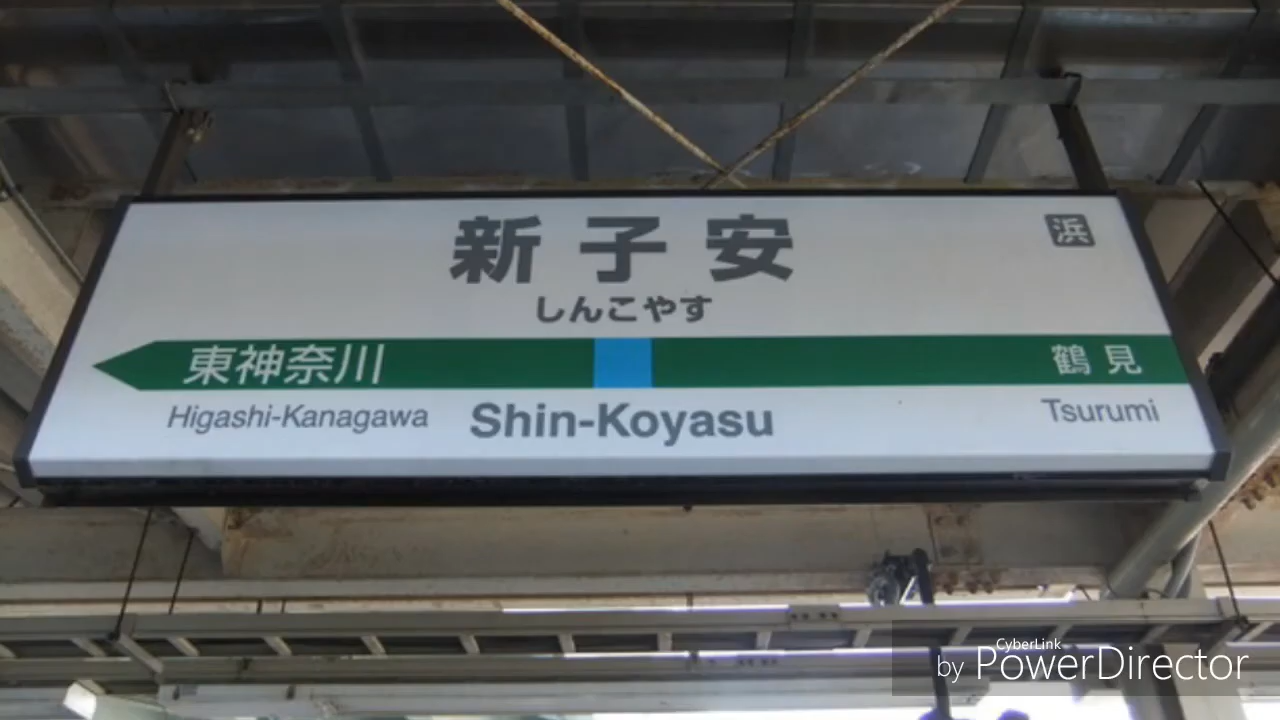 新子安
浜
しんこやす
東神奈川
鶴見
Higashi-Kanagawa
Shin-Koyasu
Tsurumi
CyberLink
by PowerDirector